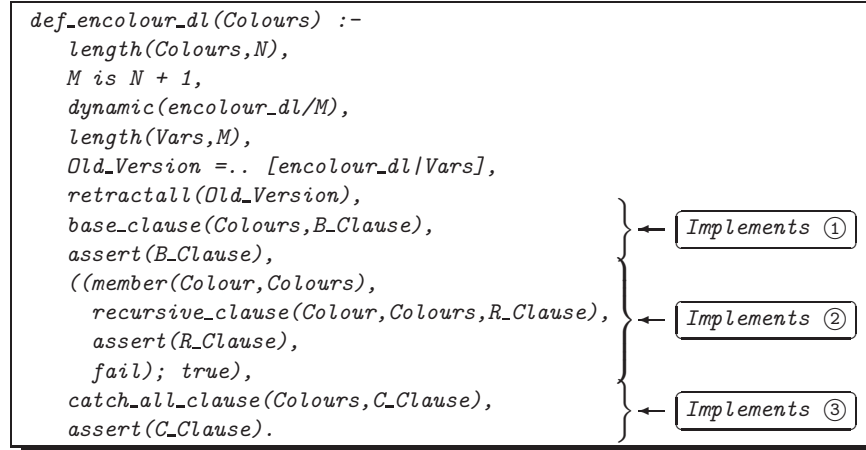 def_encolour_dl(Colours) :-
length(Colours,N),
M is N + 1,
dynamic(encolour_dl/M),
length(Vars,M),
Old_Version =.. [encolour_dl|Vars],
retractall(Old_Version),
base_clause(Colours,B_Clause),
assert(B_Clause),
Implements ①
((member(Colour,Colours),
recursive_clause(Colour,Colours,R_Clause),
assert(R_Clause),
fail); true),
Implements ②
catch_all_clause(Colours,C_Clause),
assert(C_Clause).
Implements ③